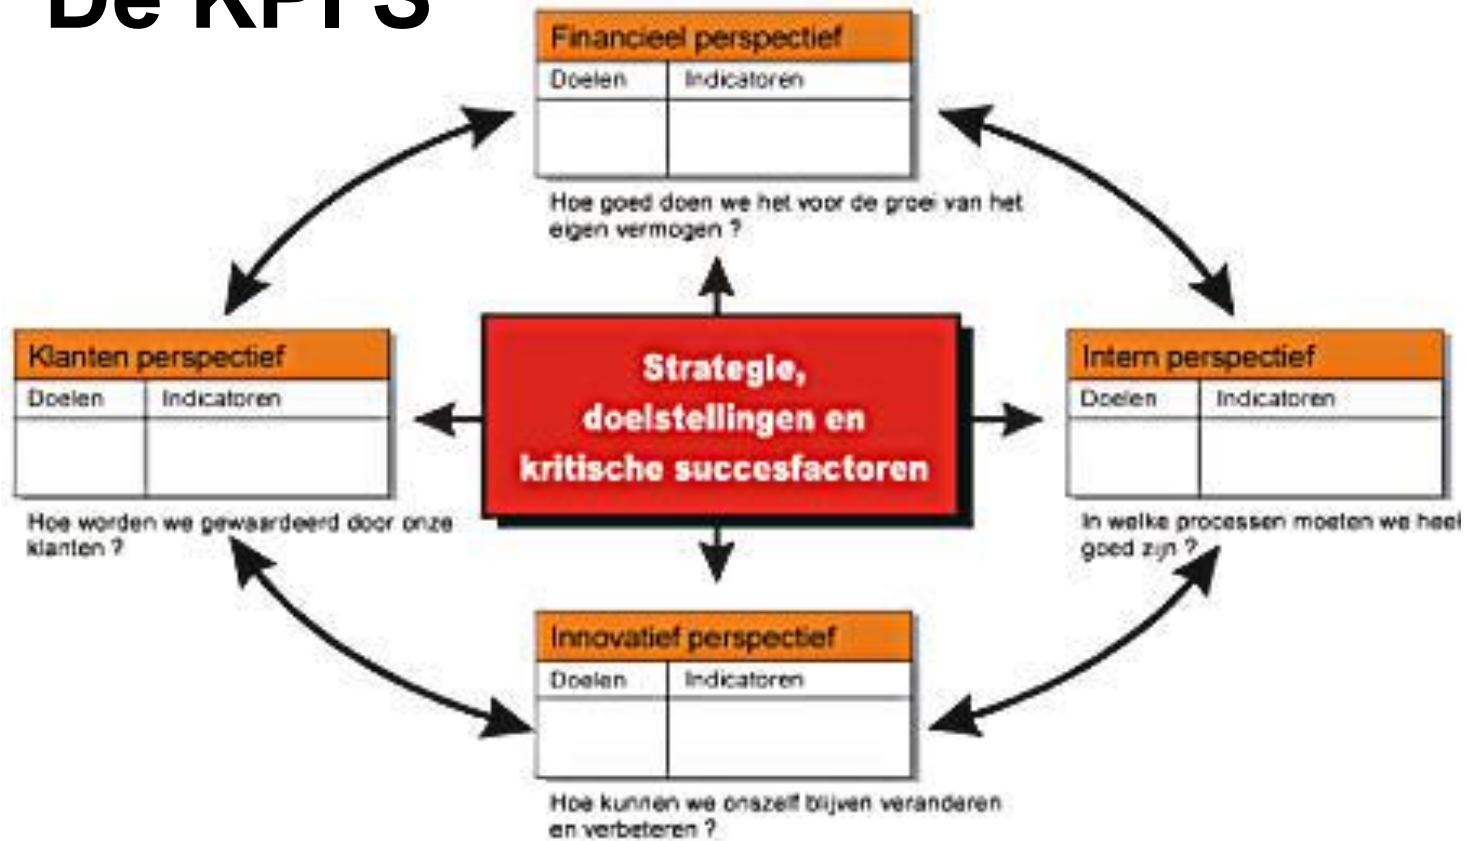 De KPI's
Financieel perspectief
Doelen Indicatoren
Hoe goed doen we het voor de groei van het
eigen vermogen ?
Klanten perspectief
Doelen Indicatoren
Hoe worden we gewaardeerd door onze
klanten ?
Strategie,
doelstellingen en
kritische succesfactoren
Intern perspectief
Doelen Indicatoren
In welke processen moeten we heel
goed zijn ?
Innovatief perspectief
Doelen Indicatoren
Hoe kunnen we onszelf blijven veranderen
en verbeteren ?